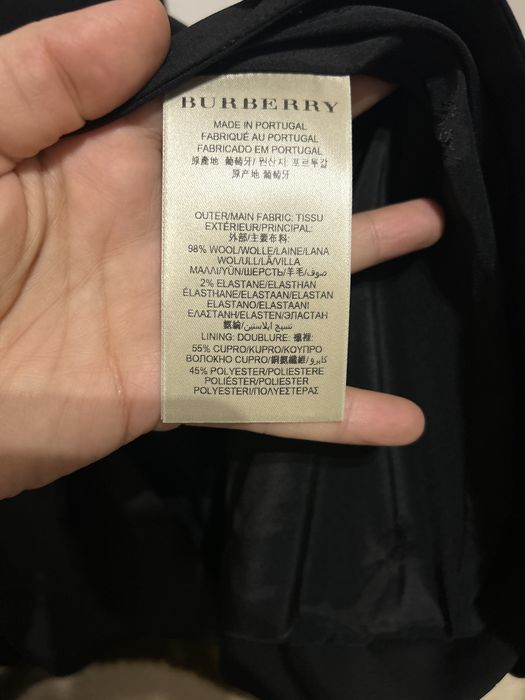 BURBERRY
MADE IN PORTUGAL
FABRIQUÉ AU PORTUGAL
FABRICADO EM PORTUGAL
原產地 葡萄牙/ 원산지 포르투갈
原产地 葡萄牙
OUTER/MAIN FABRIC: TISSU
EXTÉRIEUR/PRINCIPAL:
外部/主要布料:
98% WOOL/WOLLE/LAINE/LANA
WOL/ULL/LÃ/VILLA
ΜΑΛΛΙ/YÜN/ШЕРСТЬ/羊毛/صوف
2% ELASTANE/ELASTHAN
ÉLASTHANE/ELASTAAN/ELASTAN
ELASTANO/ELASTAANI
ΕΛΑΣΤΑΝΗ/ELASTEN/ЭЛАСТАН
氨綸/نسيج ايلاستين
LINING: DOUBLURE: 襯裡:
55% CUPRO/KUPRO/ΚΟΥΠΡΟ
ВОЛОКНО CUPRO/銅氨纖維/كابرو
45% POLYESTER/POLIESTERE
POLIÉSTER/POLIESTER
POLYESTERI/ΠΟΛΥΕΣΤΕΡΑΣ